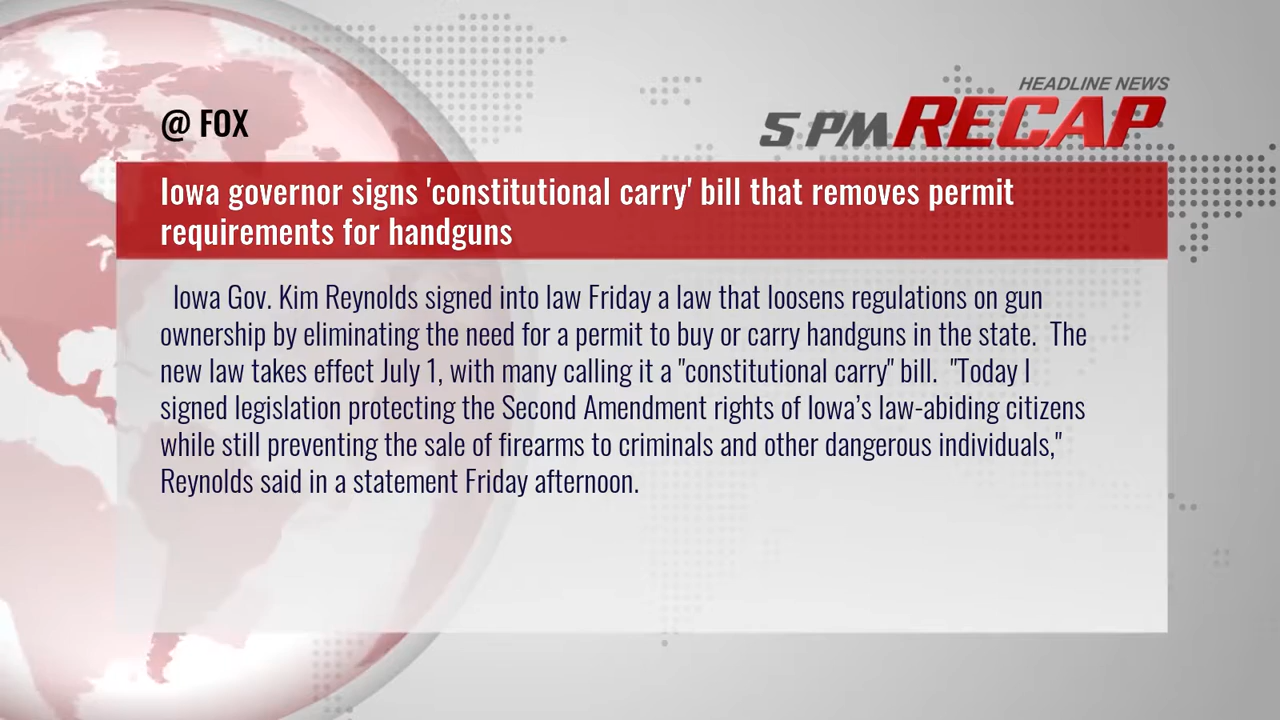 HEADLINE NEWS
@ FOX
5 PM RECAP
Iowa governor signs 'constitutional carry' bill that removes permit
requirements for handguns
Iowa Gov. Kim Reynolds signed into law Friday a law that loosens regulations on gun
ownership by eliminating the need for a permit to buy or carry handguns in the state.  The
new law takes effect July 1, with many calling it a "constitutional carry" bill.  "Today I
signed legislation protecting the Second Amendment rights of Iowa’s law-abiding citizens
while still preventing the sale of firearms to criminals and other dangerous individuals,"
Reynolds said in a statement Friday afternoon.